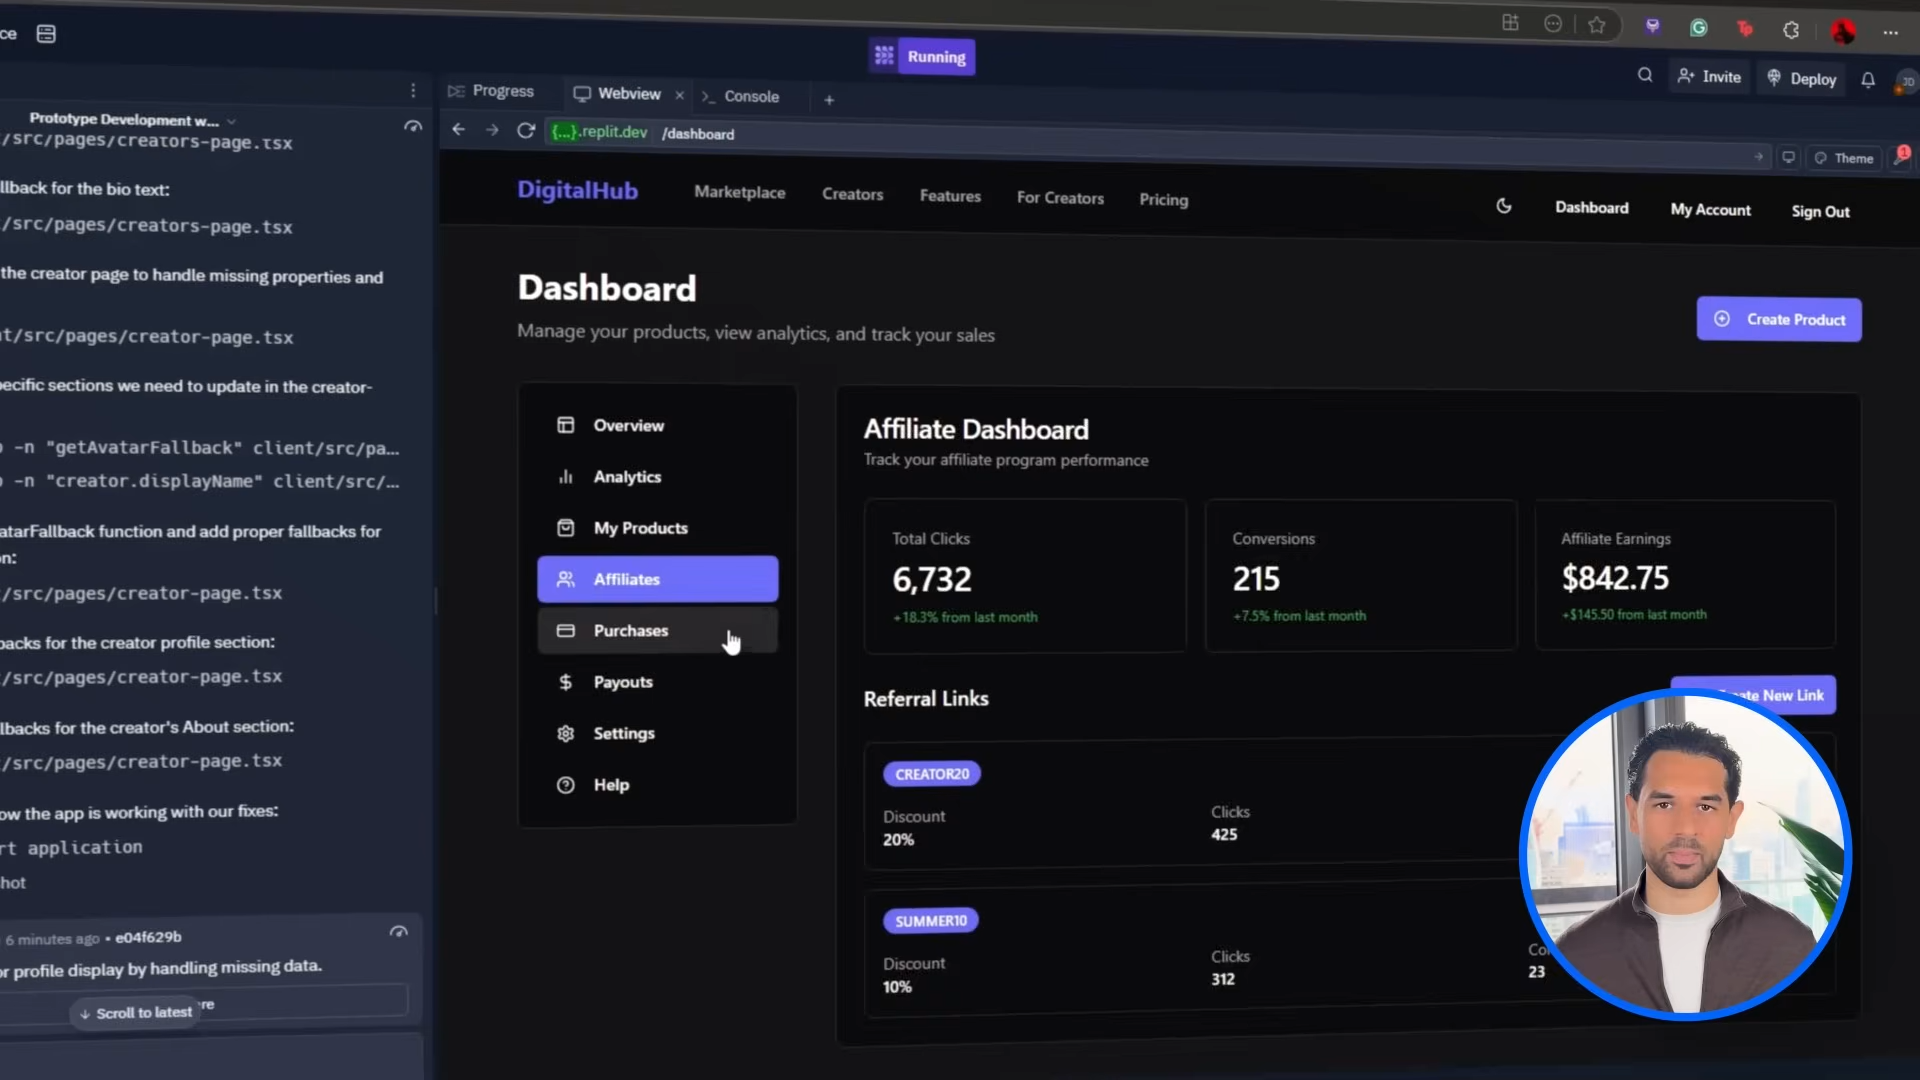 ce
Running
Invite
Deploy
JD
Progress
Webview
Console
{...}.replit.dev /dashboard
Theme
1
Prototype Development w...
/src/pages/creators-page.tsx
llback for the bio text:
/src/pages/creators-page.tsx
the creator page to handle missing properties and
t/src/pages/creator-page.tsx
ecific sections we need to update in the creator-
-n "getAvatarFallback" client/src/pa...
-n "creator.displayName" client/src/...
atarFallback function and add proper fallbacks for
on:
/src/pages/creator-page.tsx
backs for the creator profile section:
/src/pages/creator-page.tsx
lbacks for the creator's About section:
/src/pages/creator-page.tsx
ow the app is working with our fixes:
rt application
hot
6 minutes ago • e04f629b
or profile display by handling missing data.
re
Scroll to latest
DigitalHub
Marketplace
Creators
Features
For Creators
Pricing
Dashboard
My Account
Sign Out
Dashboard
Manage your products, view analytics, and track your sales
Create Product
Overview
Analytics
My Products
Affiliates
Purchases
Payouts
Settings
Help
Affiliate Dashboard
Track your affiliate program performance
Total Clicks
6,732
+18.3% from last month
Conversions
215
+7.5% from last month
Affiliate Earnings
$842.75
+$145.50 from last month
Referral Links
ate New Link
CREATOR20
Discount
20%
Clicks
425
SUMMER10
Discount
10%
Clicks
312
Co
23